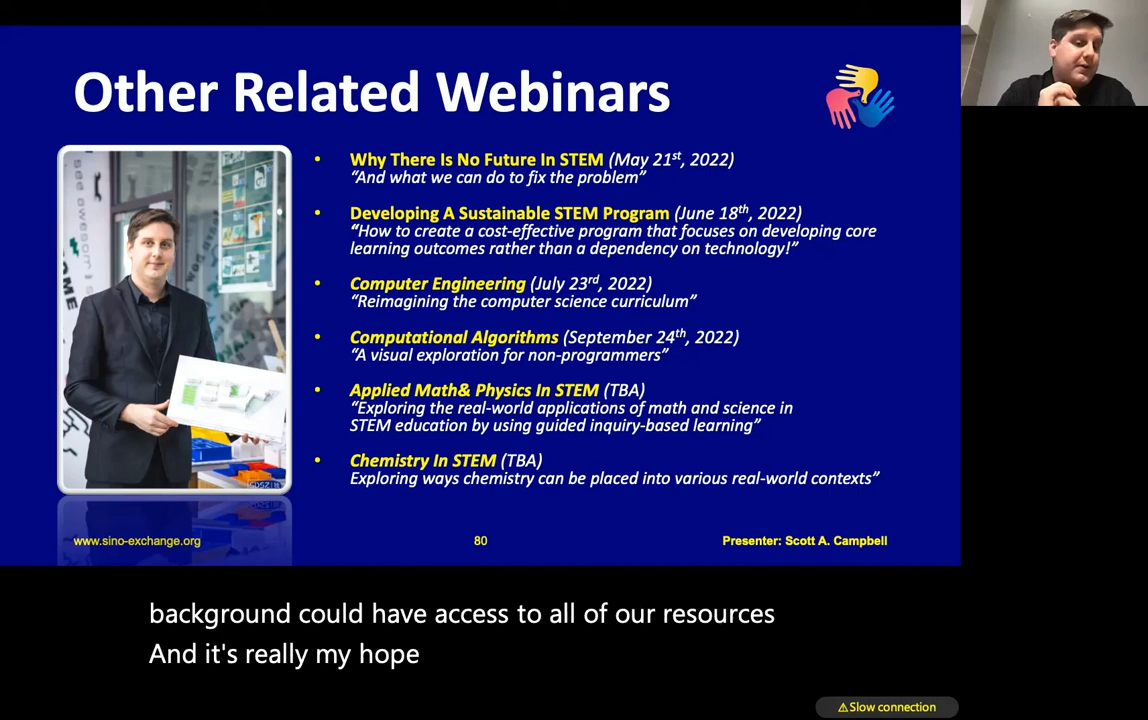 Other Related Webinars
• Why There Is No Future In STEM (May 21st, 2022)
“And what we can do to fix the problem”
• Developing A Sustainable STEM Program (June 18th, 2022)
“How to create a cost-effective program that focuses on developing core
learning outcomes rather than a dependency on technology!”
• Computer Engineering (July 23rd, 2022)
“Reimagining the computer science curriculum”
• Computational Algorithms (September 24th, 2022)
“A visual exploration for non-programmers”
• Applied Math& Physics In STEM (TBA)
“Exploring the real-world applications of math and science in
STEM education by using guided inquiry-based learning”
• Chemistry In STEM (TBA)
Exploring ways chemistry can be placed into various real-world contexts”
www.sino-exchange.org
80
Presenter: Scott A. Campbell
background could have access to all of our resources
And it's really my hope
⚠Slow connection